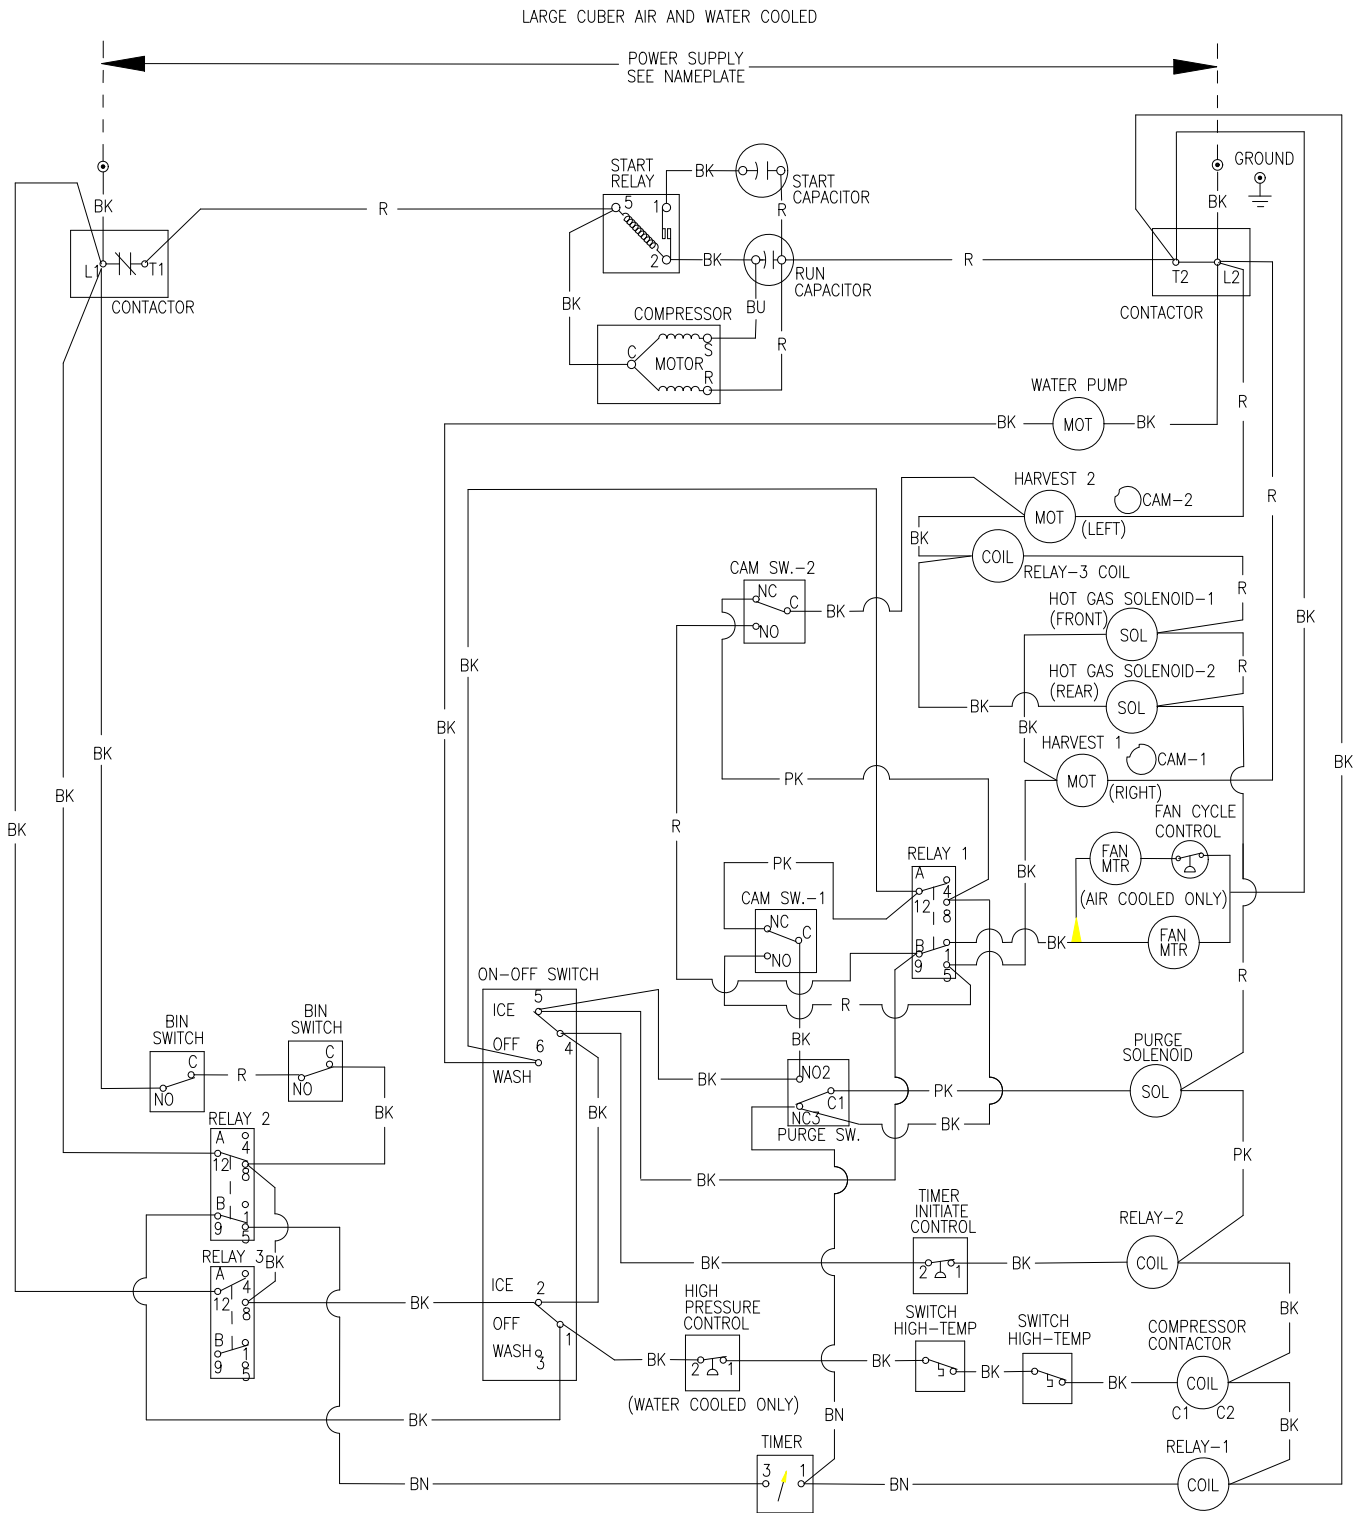 LARGE CUBER AIR AND WATER COOLED
POWER SUPPLY
SEE NAMEPLATE
START
RELAY
BK
START
CAPACITOR
GROUND
BK
BK
R
5
1
R
2
BK
R
L1
T1
RUN
CAPACITOR
T2
L2
CONTACTOR
CONTACTOR
BK
BU
COMPRESSOR
C
MOTOR
S
R
R
WATER PUMP
BK
MOT
BK
R
HARVEST 2
MOT
CAM-2
(LEFT)
R
BK
COIL
RELAY-3 COIL
CAM SW.-2
NC
C
NO
BK
R
HOT GAS SOLENOID-1
(FRONT)
SOL
BK
BK
HOT GAS SOLENOID-2
(REAR)
R
BK
SOL
BK
BK
HARVEST 1
CAM-1
MOT
(RIGHT)
BK
BK
BK
BK
PK
R
FAN CYCLE
CONTROL
FAN
MTR
(AIR COOLED ONLY)
RELAY 1
A
4
12
8
B
1
9
5
BK
PK
CAM SW.-1
NC
C
NO
BK
FAN
MTR
R
ON-OFF SWITCH
5
ICE
OFF
6
4
WASH
R
BIN
SWITCH
BIN
SWITCH
C
R
C
NO
NO
BK
BK
BK
BK
NO2
C1
NC3
PURGE SW.
PK
BK
PURGE
SOLENOID
SOL
PK
RELAY 2
A
4
12
8
B
1
9
5
BK
TIMER
INITIATE
CONTROL
RELAY-2
BK
2
1
BK
COIL
RELAY 3
BK
A
4
12
8
B
1
9
5
BK
ICE
2
OFF
1
WASH
3
HIGH
PRESSURE
CONTROL
2
1
(WATER COOLED ONLY)
BK
BK
SWITCH
HIGH-TEMP
BK
SWITCH
HIGH-TEMP
BK
BK
COMPRESSOR
CONTACTOR
COIL
C1
C2
BK
BK
BN
BN
TIMER
3
1
BN
RELAY-1
COIL